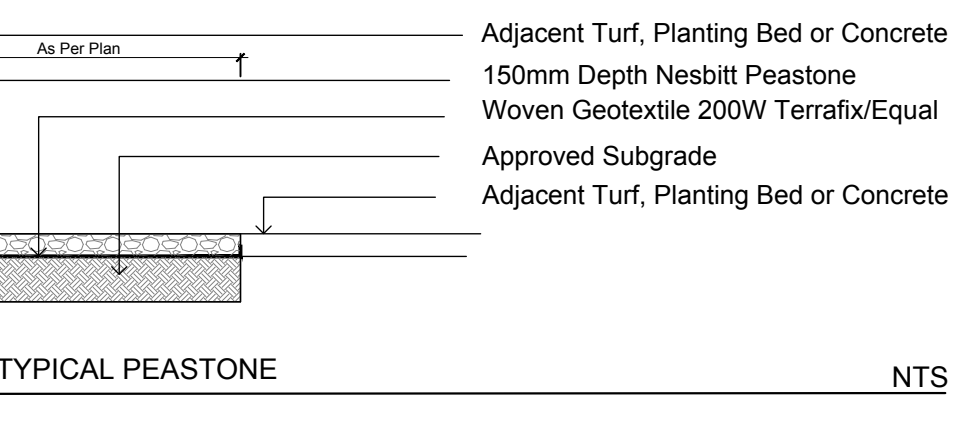 Adjacent Turf, Planting Bed or Concrete
As Per Plan
150mm Depth Nesbitt Peastone
Woven Geotextile 200W Terrafix/Equal
Approved Subgrade
Adjacent Turf, Planting Bed or Concrete
TYPICAL PEASTONE
NTS